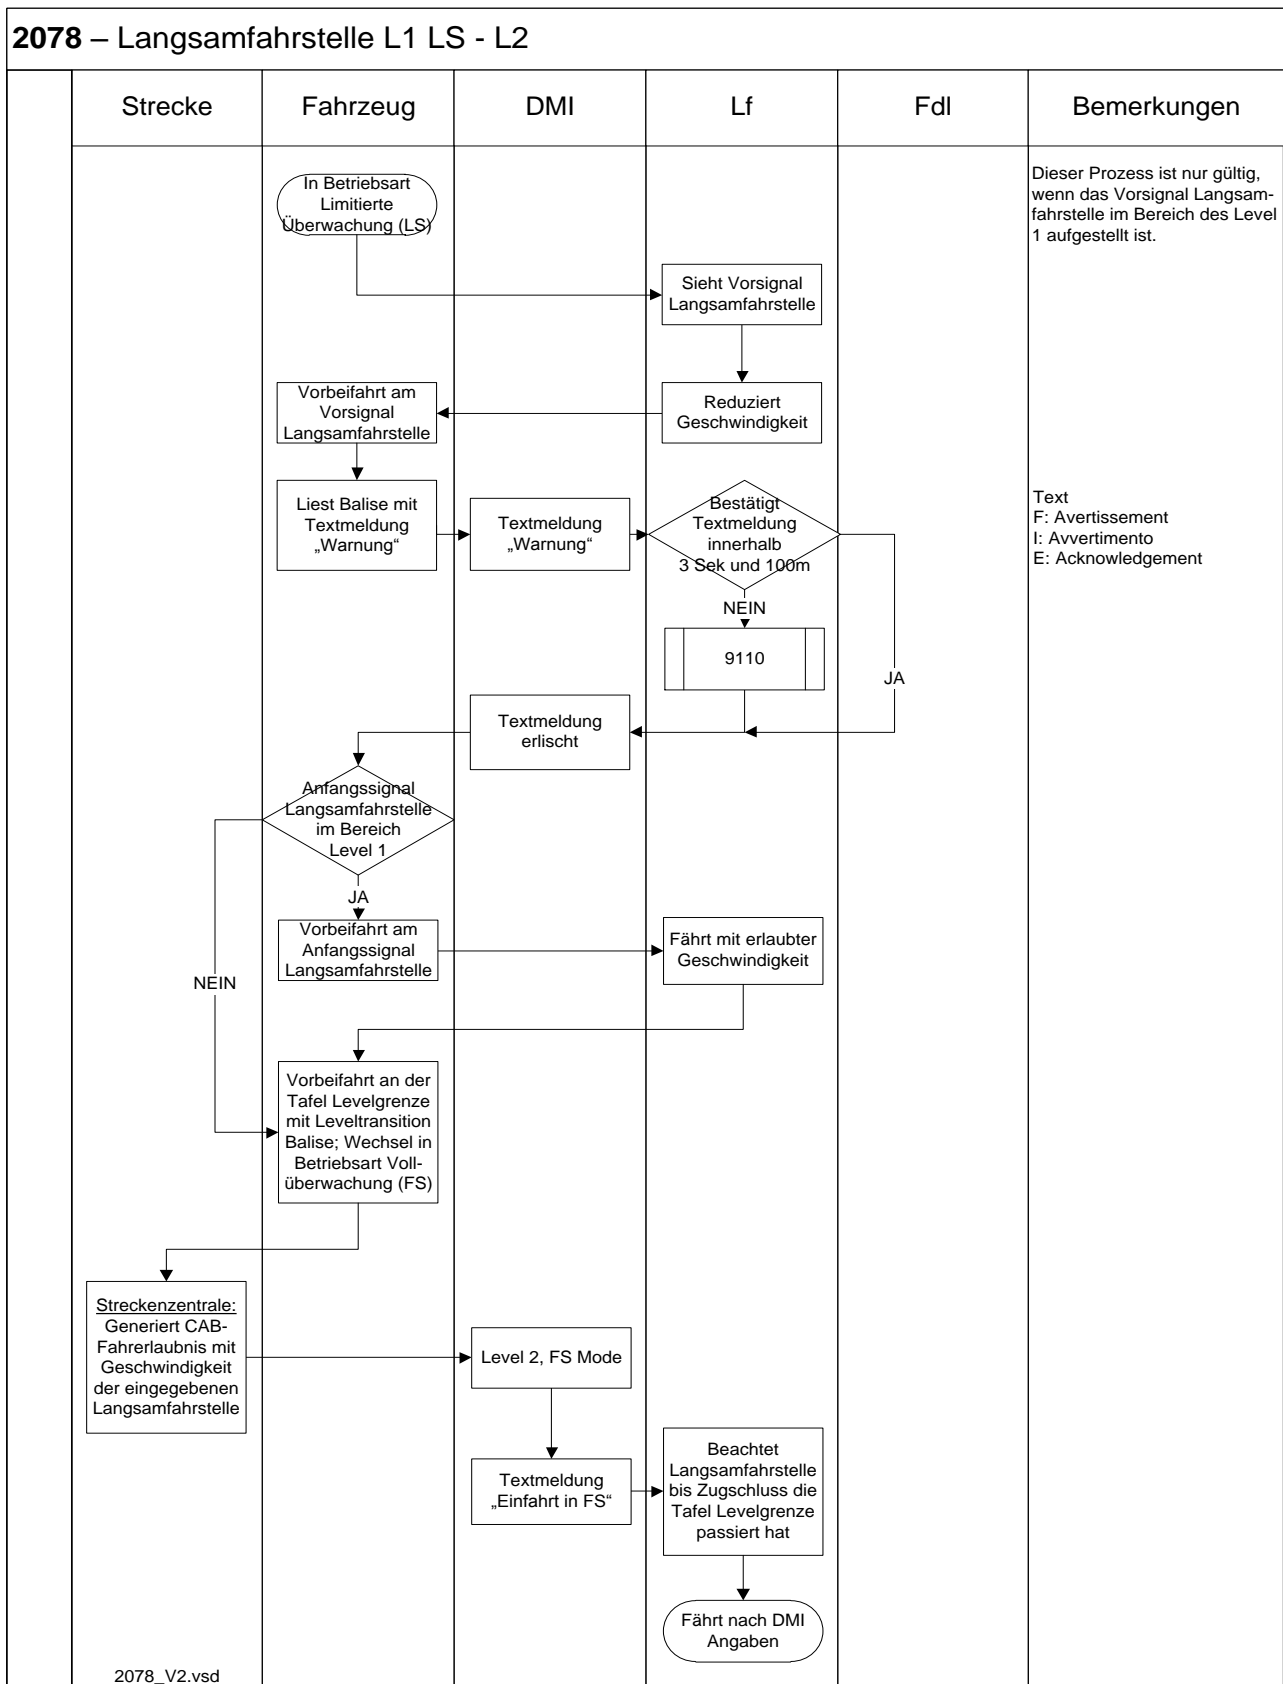 2078 – Langsamfahrstelle L1 LS - L2
Strecke
Fahrzeug
DMI
Lf
Fdl
Bemerkungen
In Betriebsart
Limitierte
Überwachung (LS)
Dieser Prozess ist nur gültig,
wenn das Vorsignal Langsam-
fahrstelle im Bereich des Level
1 aufgestellt ist.
Sieht Vorsignal
Langsamfahrstelle
Reduziert
Geschwindigkeit
Vorbeifahrt am
Vorsignal
Langsamfahrstelle
Liest Balise mit
Textmeldung
„Warnung“
Textmeldung
„Warnung“
Bestätigt
Textmeldung
innerhalb
3 Sek und 100m
Text
F: Avertissement
I: Avvertimento
E: Acknowledgement
NEIN
9110
JA
Textmeldung
erlischt
Anfangssignal
Langsamfahrstelle
im Bereich
Level 1
JA
Vorbeifahrt am
Anfangssignal
Langsamfahrstelle
Fährt mit erlaubter
Geschwindigkeit
NEIN
Vorbeifahrt an der
Tafel Levelgrenze
mit Leveltransition
Balise; Wechsel in
Betriebsart Voll-
überwachung (FS)
Streckenzentrale:
Generiert CAB-
Fahrerlaubnis mit
Geschwindigkeit
der eingegebenen
Langsamfahrstelle
Level 2, FS Mode
Textmeldung
„Einfahrt in FS“
Beachtet
Langsamfahrstelle
bis Zugschluss die
Tafel Levelgrenze
passiert hat
Fährt nach DMI
Angaben
2078_V2.vsd